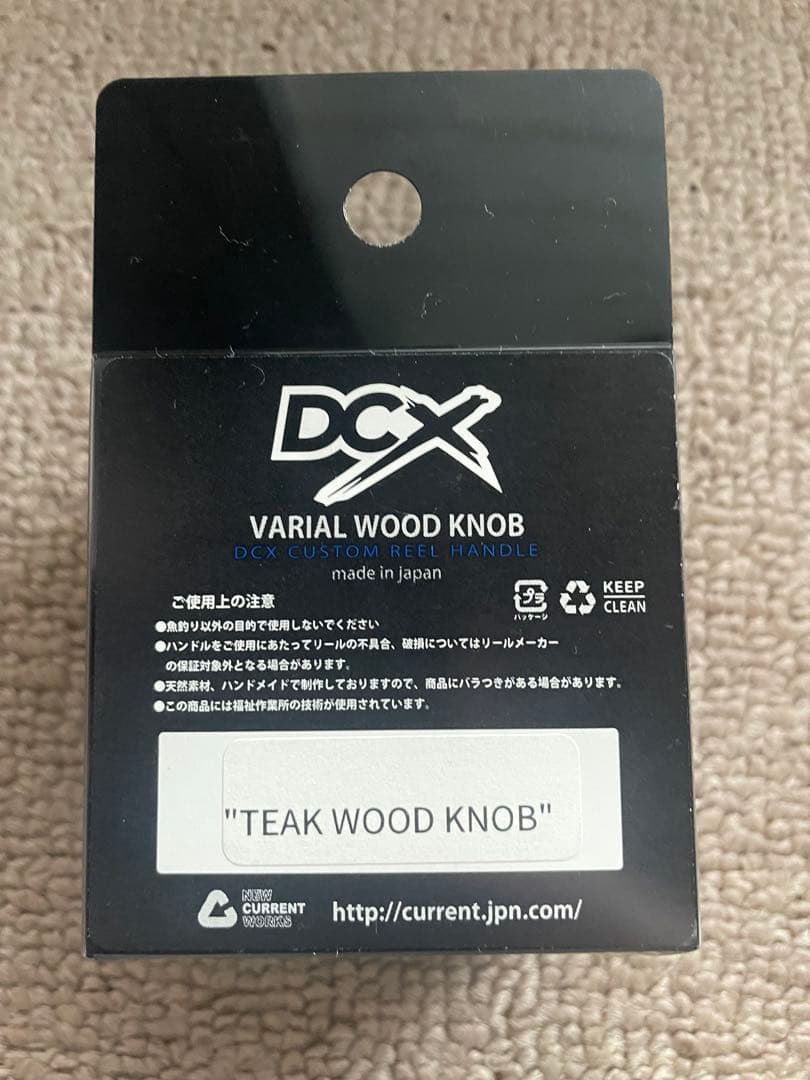 DCX
VARIAL WOOD KNOB
DCX CUSTOM REEL HANDLE
made in japan
ご使用上の注意
プラ
パッケージ
KEEP
CLEAN
●魚釣り以外の目的で使用しないでください
●ハンドルをご使用にあたってリールの不具合、破損についてはリールメーカー
の保証対象外となる場合があります。
●天然素材、ハンドメイドで制作しておりますので、商品にバラつきがある場合があります。
●この商品には福祉作業所の技術が使用されています。
"TEAK WOOD KNOB"
NEW
CURRENT
WORKS
http://current.jpn.com/